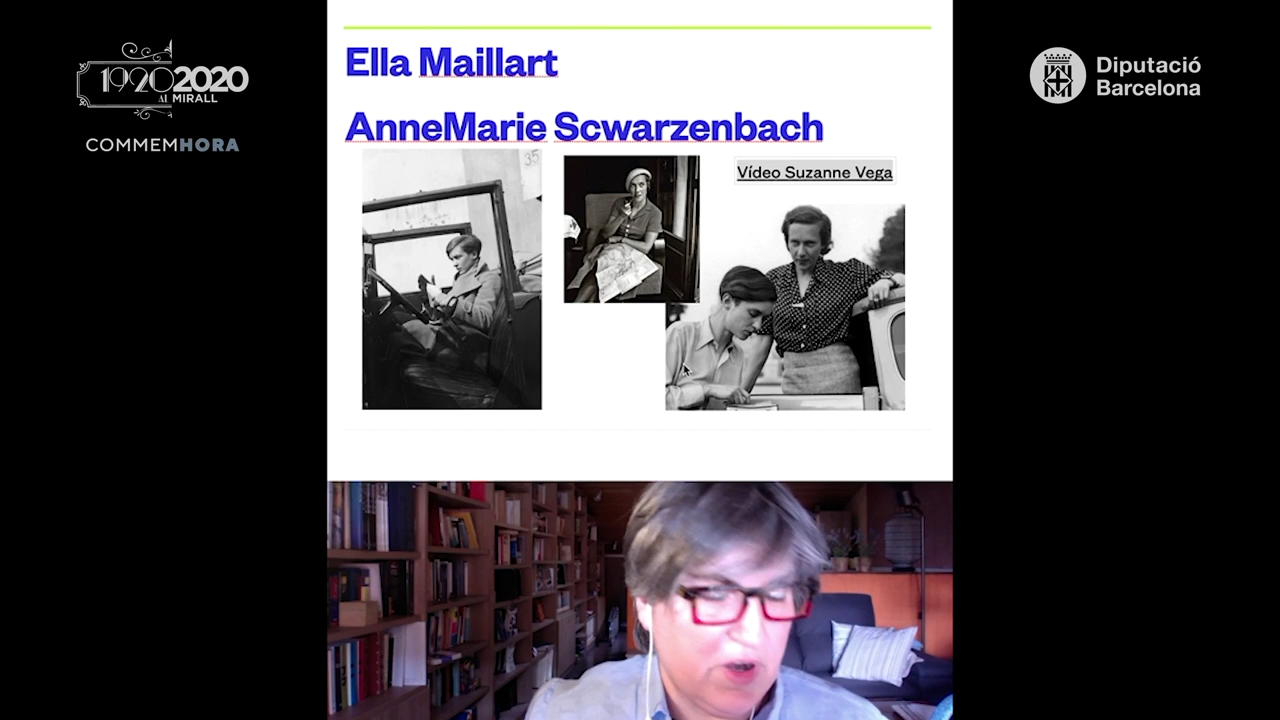 1920 2020
AL MIRALL
COMMEMHORA
Ella Maillart
AnneMarie Scwarzenbach
35
Vídeo Suzanne Vega
Diputació
Barcelona